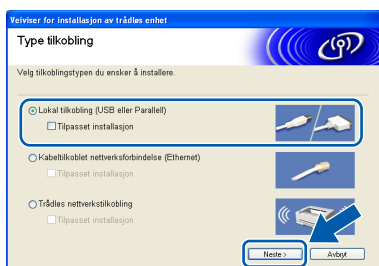 Veiviser for installasjon av trådløs enhet
Type tilkobling
Velg tilkoblingstypen du ønsker å installere.
Lokal tilkobling (USB eller Parallell)
Tilpasset installasjon
Kabeltilkoblet nettverksforbindelse (Ethernet)
Tilpasset installasjon
Trådløs nettverkstilkobling
Tilpasset installasjon
Neste > Avbryt